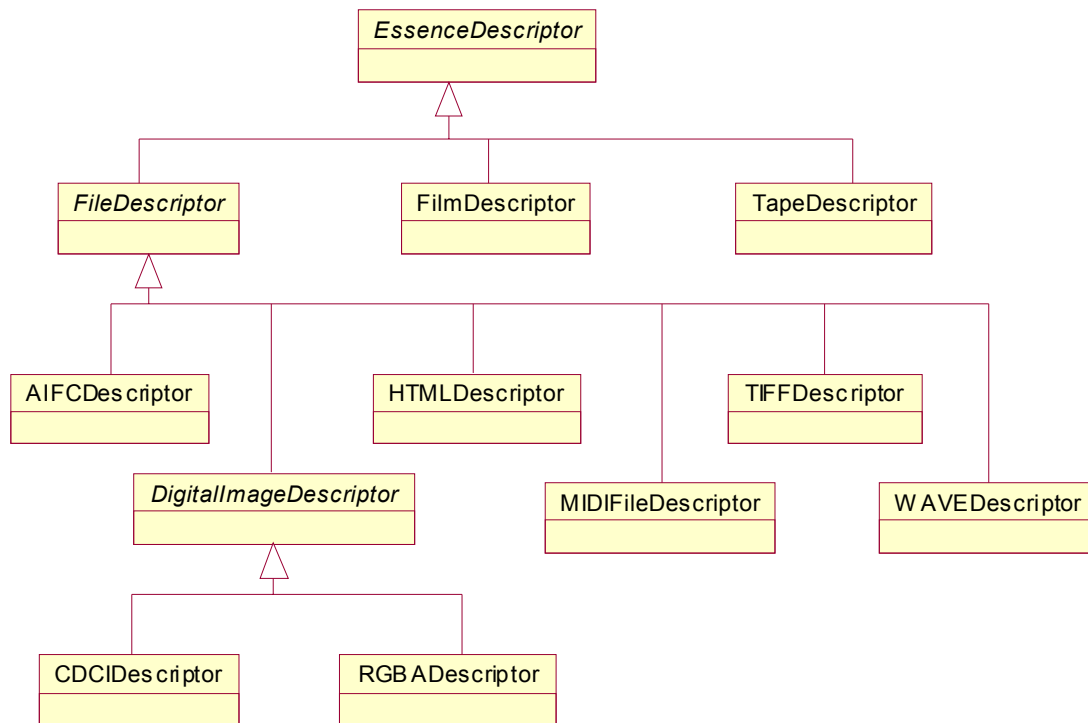 EssenceDescriptor
FileDescriptor
FilmDescriptor
TapeDescriptor
AIFCDescriptor
HTMLDescriptor
TIFFDescriptor
DigitalImageDescriptor
MIDIFileDescriptor
WAVEDescriptor
CDCIDescriptor
RGBADescriptor